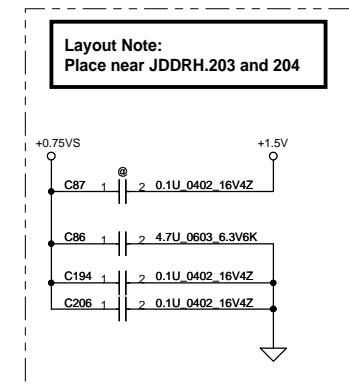 Layout Note:
Place near JDDRH.203 and 204
+0.75VS
+1.5V
@
C87 1 2 0.1U_0402_16V4Z
C86 1 2 4.7U_0603_6.3V6K
C194 1 2 0.1U_0402_16V4Z
C206 1 2 0.1U_0402_16V4Z